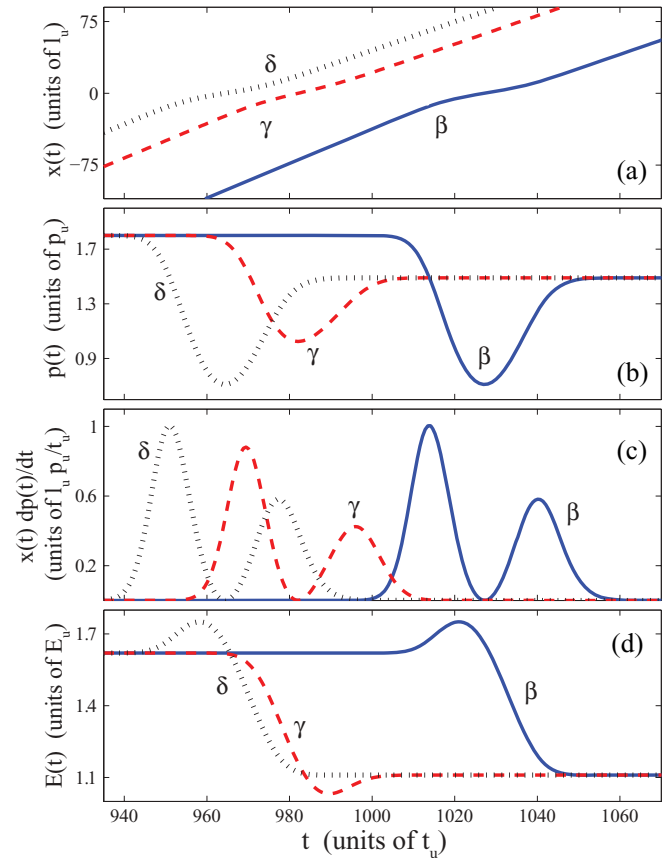 x(t) (units of l_u)
75
0
−75
δ
γ
β
(a)
p(t) (units of p_u)
1.7
1.3
0.9
δ
γ
β
(b)
x(t) dp(t)/dt
(units of l_u p_u/t_u)
1
0.6
0.2
δ
γ
β
(c)
E(t) (units of E_u)
1.7
1.4
1.1
δ
γ
β
(d)
940 960 980 1000 1020 1040 1060
t (units of t_u)